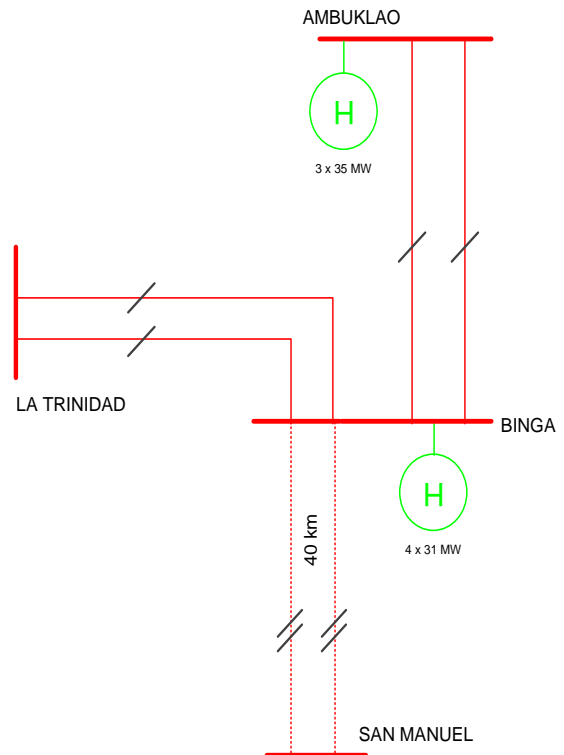 AMBUKLAO
H
3 x 35 MW
LA TRINIDAD
BINGA
H
4 x 31 MW
40 km
SAN MANUEL